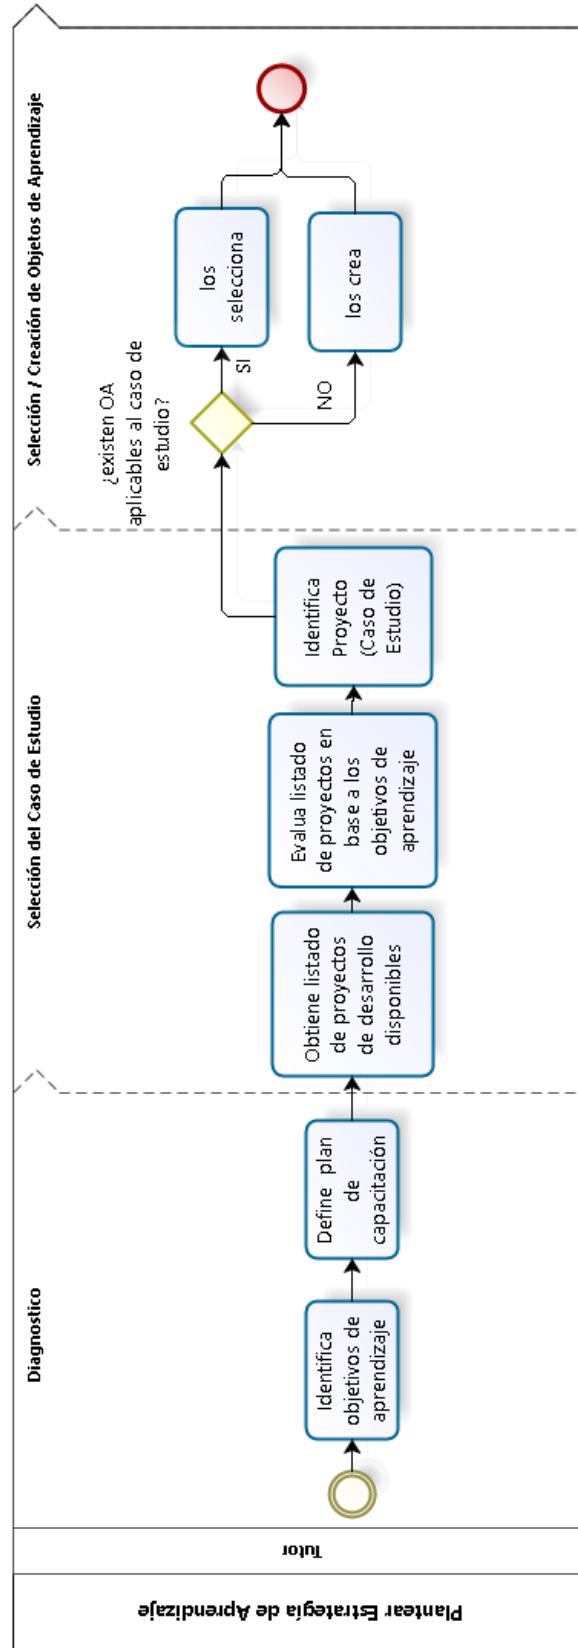 Plantear Estrategía de Aprendizaje
Tutor
Diagnostico
Identifica
objetivos de
aprendizaje
Define plan
de
capacitación
Selección del Caso de Estudio
Obtiene listado
de proyectos
de desarrollo
disponibles
Evalua listado
de proyectos en
base a los
objetivos de
aprendizaje
Identifica
Proyecto
(Caso de
Estudio)
Selección / Creación de Objetos de Aprendizaje
¿existen OA
aplicables al caso de
estudio?
SI
NO
los
selecciona
los crea